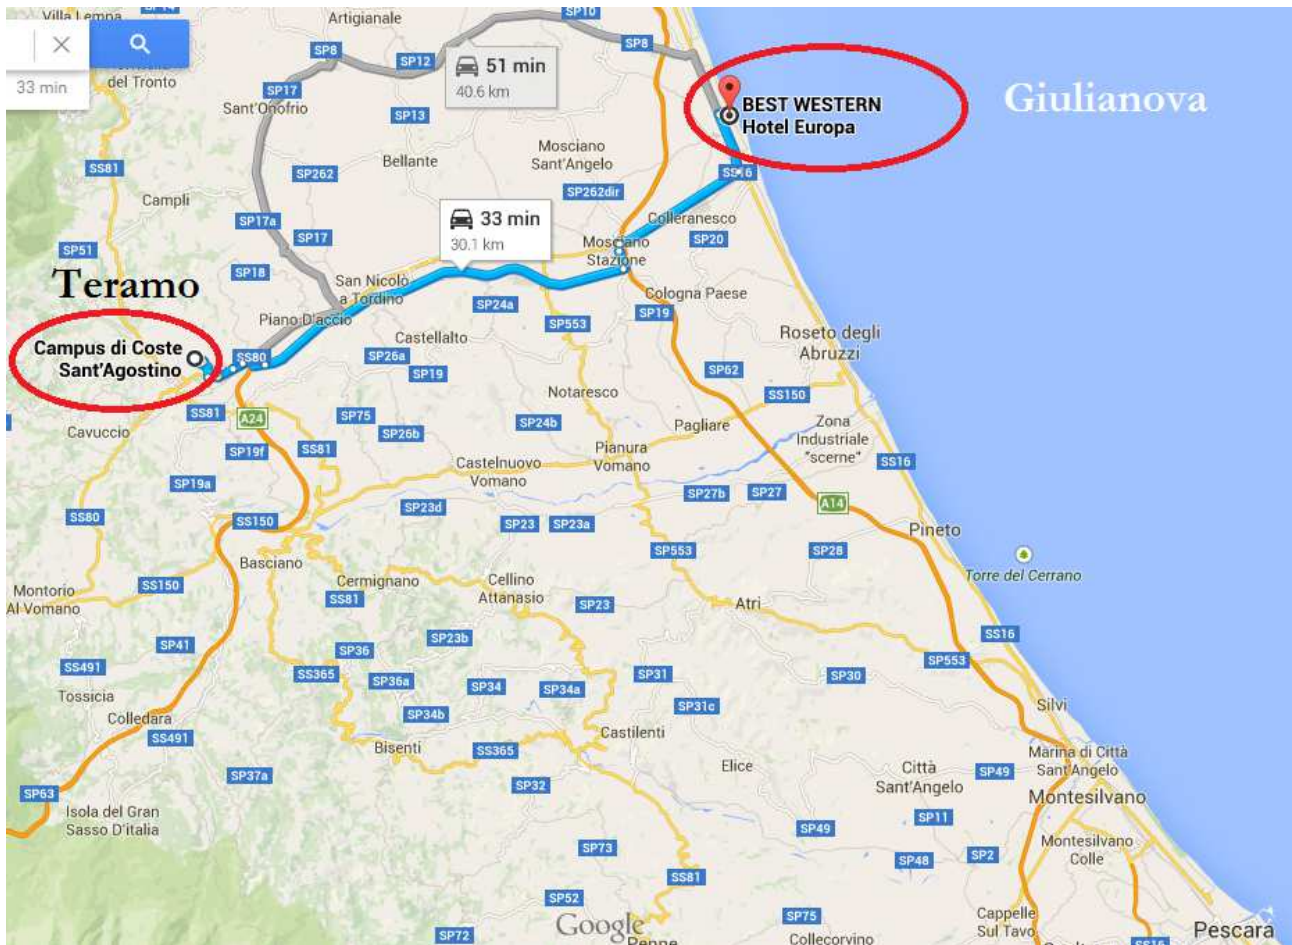 Villa Lempa
SP14
Artigianale
SP10
33 min
del Tronto
SP8
SP12
SP8
51 min
40.6 km
Giulianova
SP17
Sant'Onofrio
SP13
BEST WESTERN
Hotel Europa
Mosciano
Sant'Angelo
Bellante
SS81
SP262
SS16
SP262dir
Campli
33 min
30.1 km
Colleranesco
SP17a
SP17
SP20
Mosciano
Stazione
SP51
Teramo
SP18
San Nicolò
a Tordino
SP24a
Cologna Paese
SP19
Piano D'accio
Castellalto
SP553
Roseto degli
Abruzzi
Campus di Coste
Sant'Agostino
SS80
SP26a
SP19
SP62
Notaresco
SS150
SS81
A24
SP75
SP24b
Pagliare
Zona
Industriale
"scerne"
Cavuccio
SP26b
SP19f
SS81
Pianura
Vomano
Castelnuovo
Vomano
SS16
SP19a
SP27b
SP27
A14
SS80
SS150
SP23d
SP23
SP23a
Pineto
Basciano
SP553
SP28
Torre del Cerrano
Montorio
Al Vomano
SS150
Cermignano
SS81
Cellino
Attanasio
SP23
Atri
SP41
SP23b
SS16
SS491
SP36
SP553
Tossicia
SS365
SP36a
SP34
SP34a
SP31
SP30
Colledara
SP34b
SP31c
Silvi
SS491
Bisenti
SS365
Castilenti
Marina di Città
Sant'Angelo
SP37a
SP32
Elice
Città
Sant'Angelo
SP49
SP63
Montesilvano
Isola del Gran
Sasso D'italia
SP49
SP11
SP73
SP48
SP2
Montesilvano
Colle
SS81
SP52
Google
SP75
Cappelle
Sul Tavo
Pescara
SP72
Penne
Collecorvino
SS16